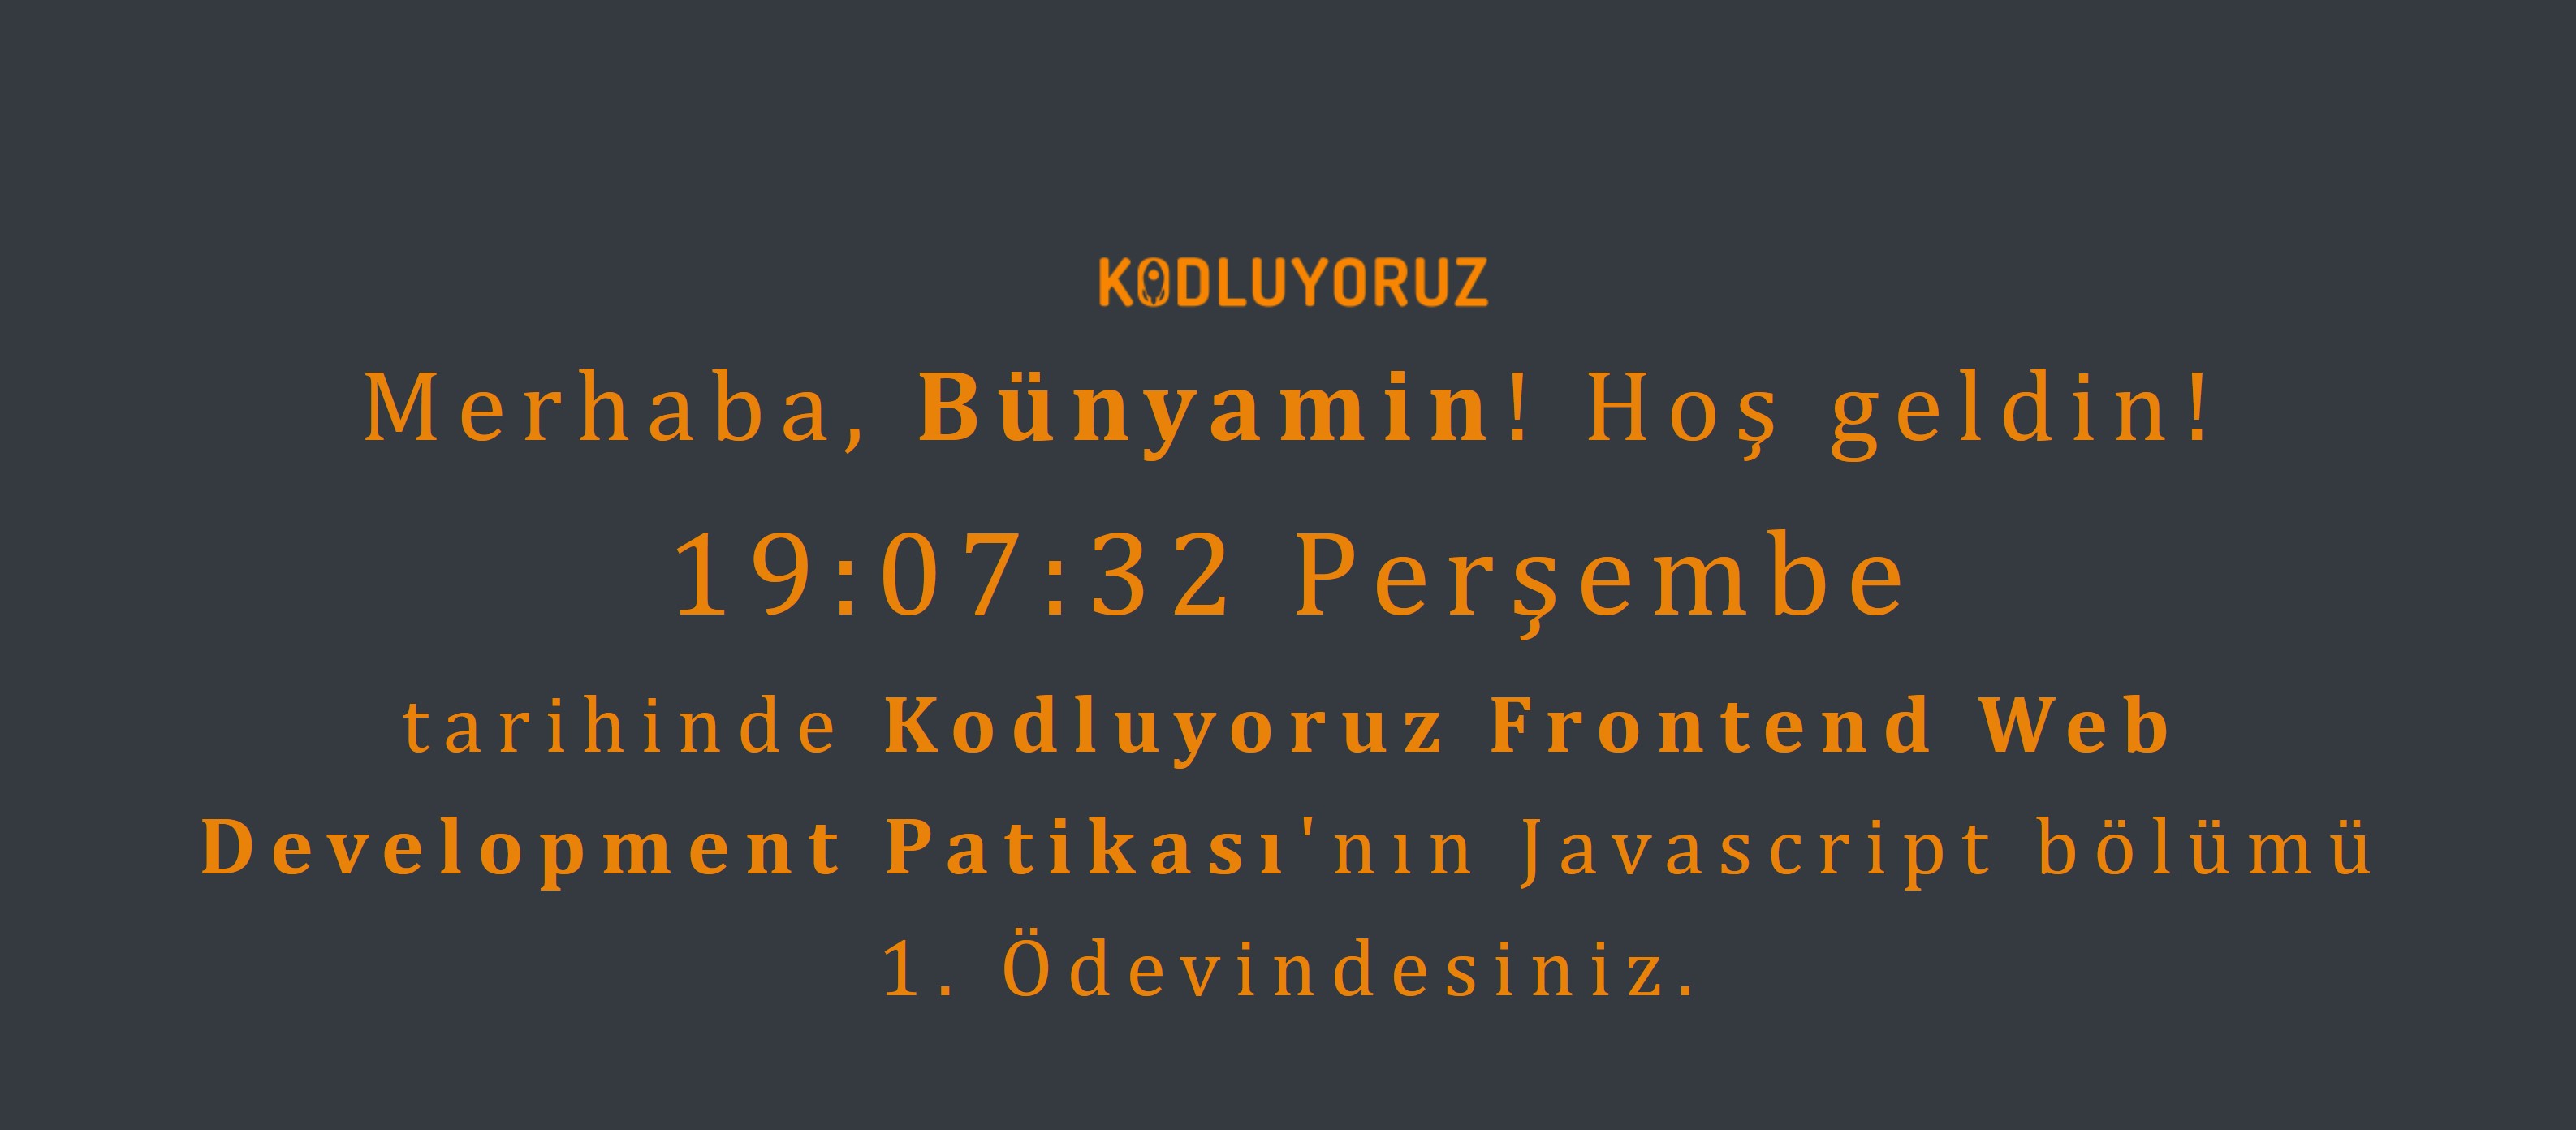 KODLUYORUZ
Merhaba, Bünyamin! Hoş geldin!
19:07:32 Perşembe
tarihinde Kodluyoruz Frontend Web
Development Patikası'nın Javascript bölümü
1. Ödevindesiniz.